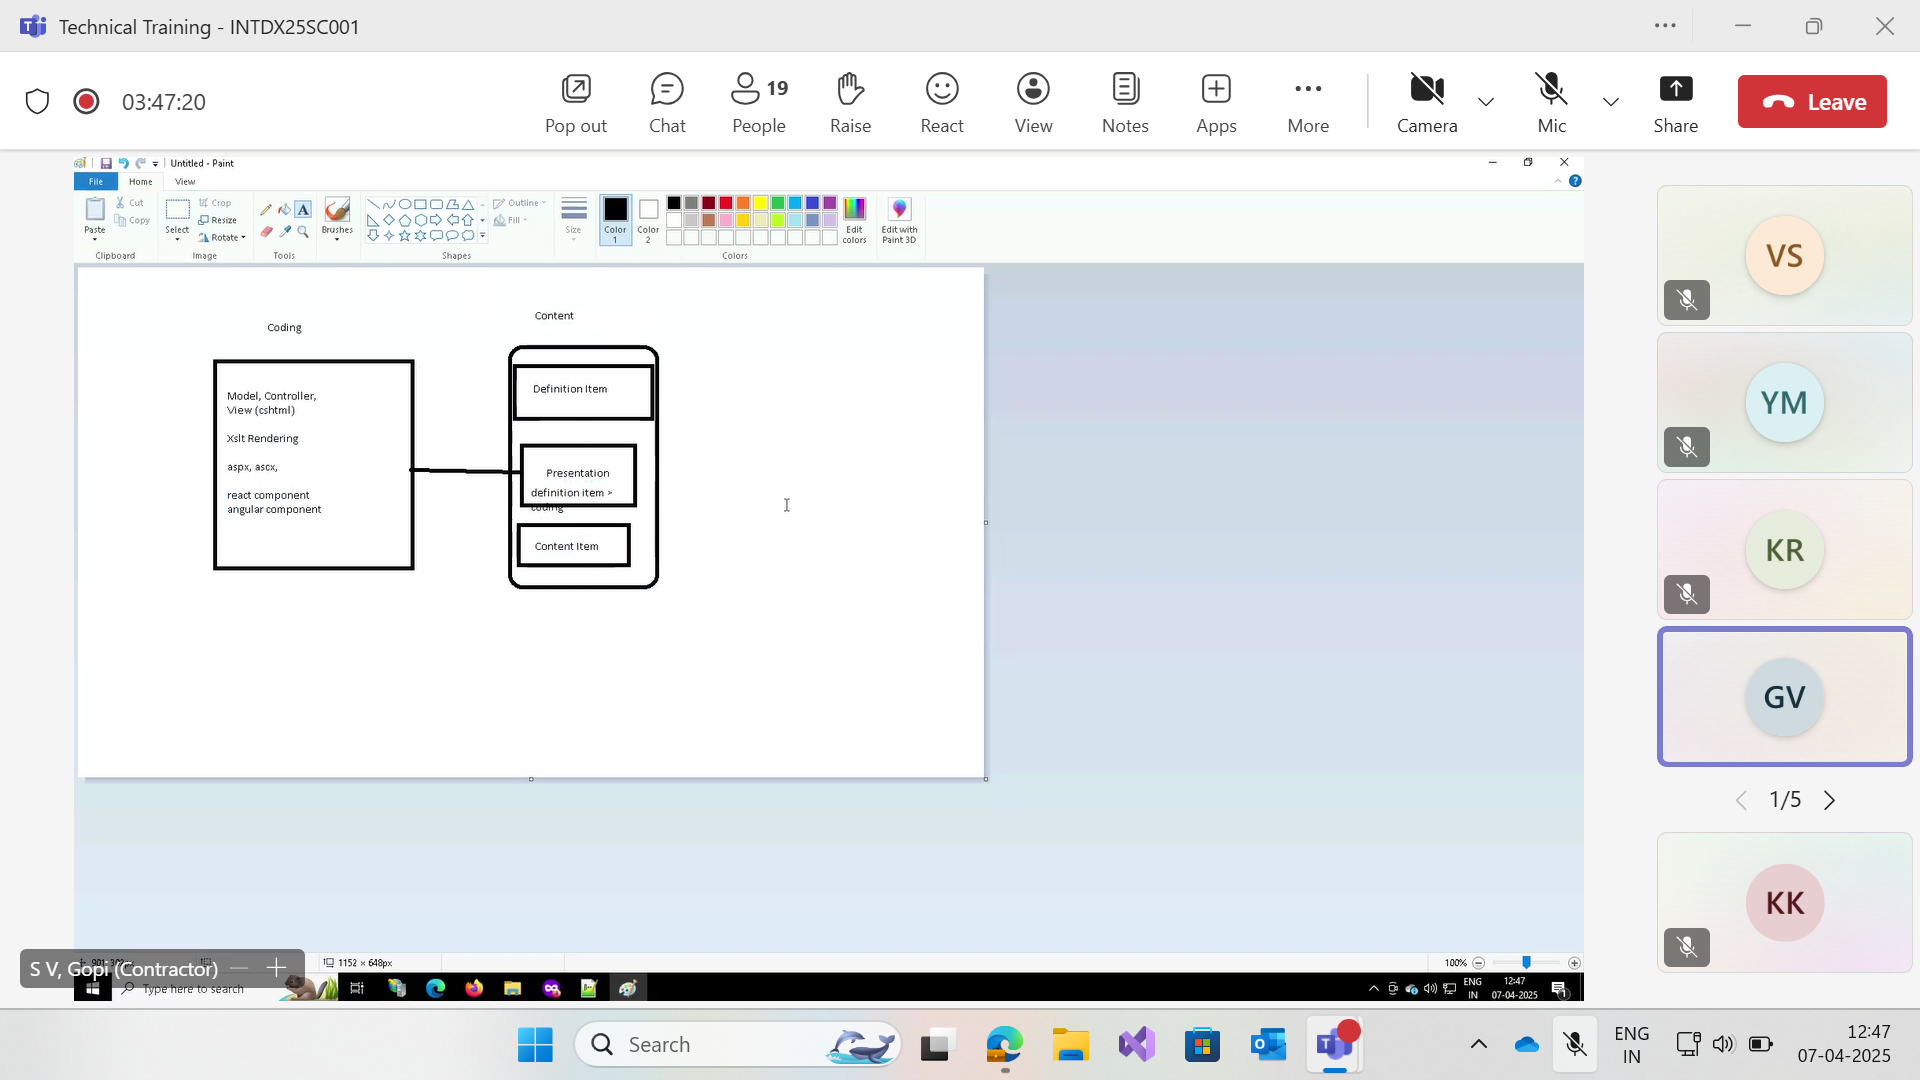 Technical Training - INTDX25SC001
03:47:20
Pop out
Chat
19
People
Raise
React
View
Notes
Apps
More
Camera
Mic
Share
Leave
Untitled - Paint
File
Home
View
Paste
Cut
Copy
Clipboard
Select
Crop
Resize
Rotate
Image
Tools
Brushes
Shapes
Outline
Fill
Size
Color 1
Color 2
Edit colors
Edit with Paint 3D
Colors
Coding
Model, Controller,
View (cshtml)
Xslt Rendering
aspx, ascx,
react component
angular component
Content
Definition Item
Presentation
definition item >
coding
Content Item
VS
YM
KR
GV
1/5
KK
S V, Gopi (Contractor)
1152 × 648px
100%
Type here to search
ENG
IN
12:47
07-04-2025
Search
ENG
IN
12:47
07-04-2025